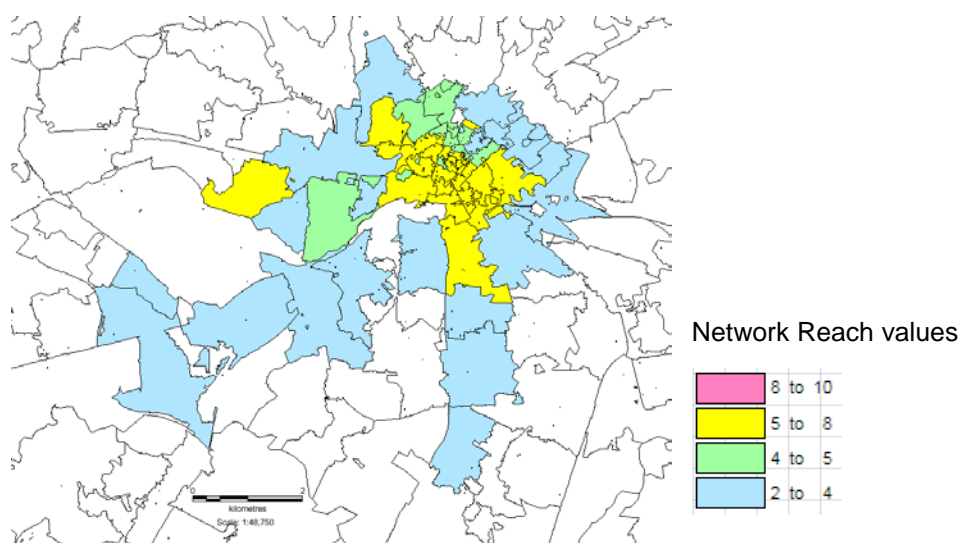 Network Reach values
8 to 10
5 to 8
4 to 5
2 to 4
0 2
kilometres
Scale: 1:48,750